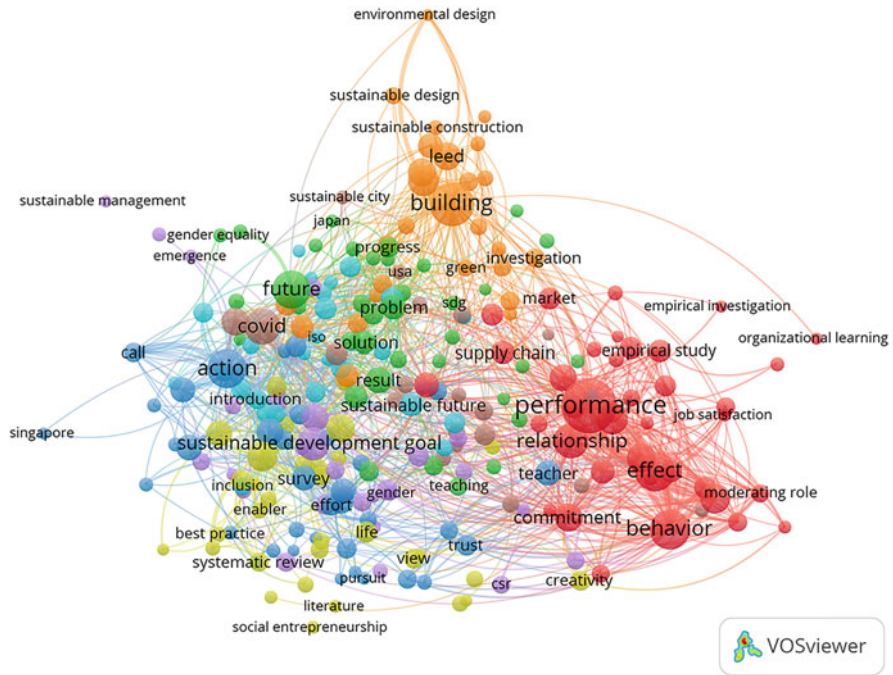 environmental design
sustainable design
sustainable construction
leed
sustainable city
building
sustainable management
japan
gender equality
progress
emergence
usa
green
investigation
future
market
sdg
problem
empirical investigation
covid
iso
solution
supply chain
empirical study
organizational learning
call
action
result
introduction
sustainable future
performance
job satisfaction
singapore
sustainable development goal
relationship
survey
teacher
effect
inclusion
gender
teaching
moderating role
enabler
effort
commitment
behavior
best practice
life
trust
systematic review
view
pursuit
csr
creativity
literature
social entrepreneurship
VOSviewer